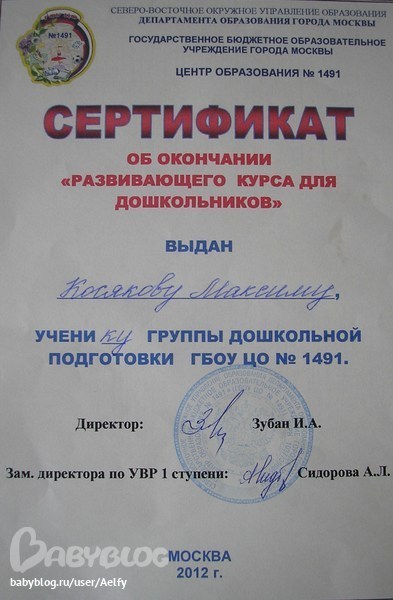 СЕВЕРО-ВОСТОЧНОЕ ОКРУЖНОЕ УПРАВЛЕНИЕ ОБРАЗОВАНИЯ
ДЕПАРТАМЕНТА ОБРАЗОВАНИЯ ГОРОДА МОСКВЫ
№1491
ГОСУДАРСТВЕННОЕ БЮДЖЕТНОЕ ОБРАЗОВАТЕЛЬНОЕ
УЧРЕЖДЕНИЕ ГОРОДА МОСКВЫ
ЦЕНТР ОБРАЗОВАНИЯ № 1491
СЕРТИФИКАТ
ОБ ОКОНЧАНИИ
«РАЗВИВАЮЩЕГО КУРСА ДЛЯ
ДОШКОЛЬНИКОВ»
ВЫДАН
Косякову Максиму,
УЧЕНИКУ ГРУППЫ ДОШКОЛЬНОЙ
ПОДГОТОВКИ ГБОУ ЦО № 1491.
Директор: Зубан И.А.
Зам. директора по УВР 1 ступени: Сидорова А.Л.
BABYBLOG
babyblog.ru/user/Aelfy
МОСКВА
2012 г.